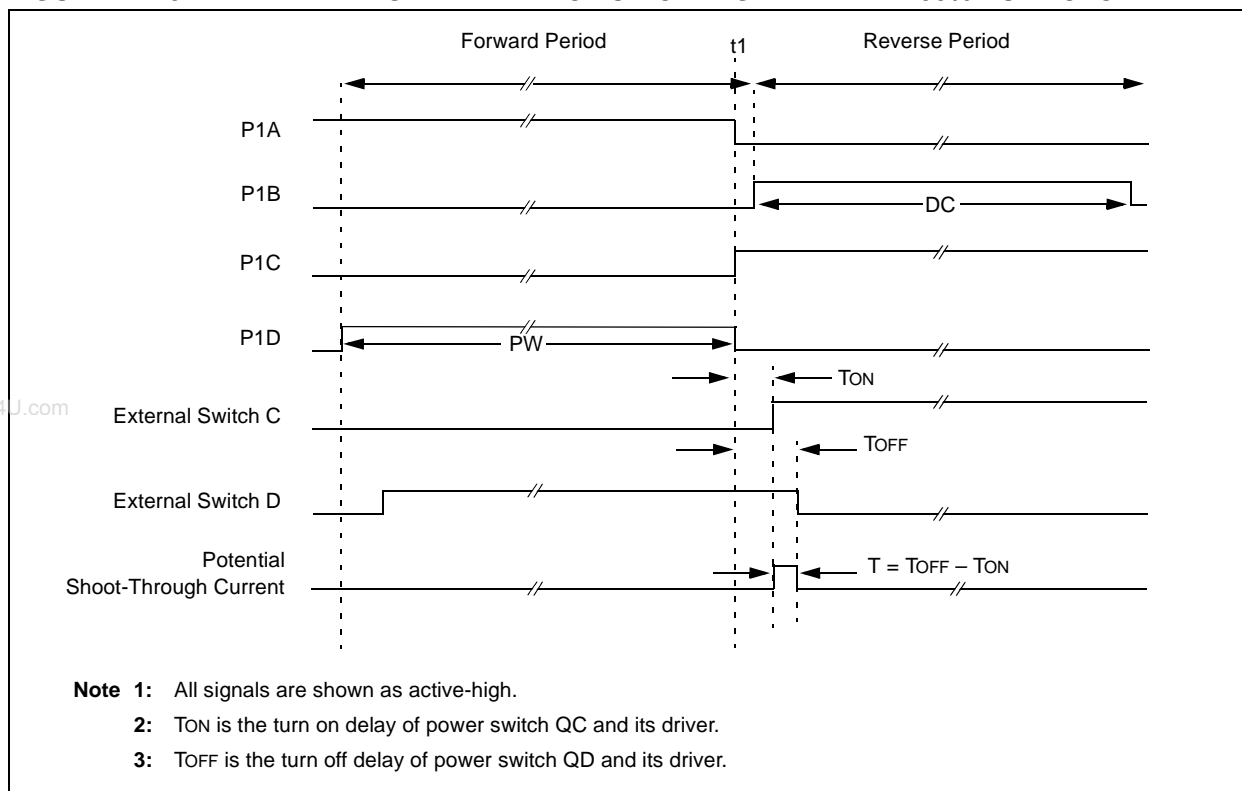 Forward Period
t1
Reverse Period
P1A
P1B
DC
P1C
P1D
PW
TON
4U.com
External Switch C
TOFF
External Switch D
Potential
Shoot-Through Current
T = TOFF – TON
Note 1: All signals are shown as active-high.
2: TON is the turn on delay of power switch QC and its driver.
3: TOFF is the turn off delay of power switch QD and its driver.